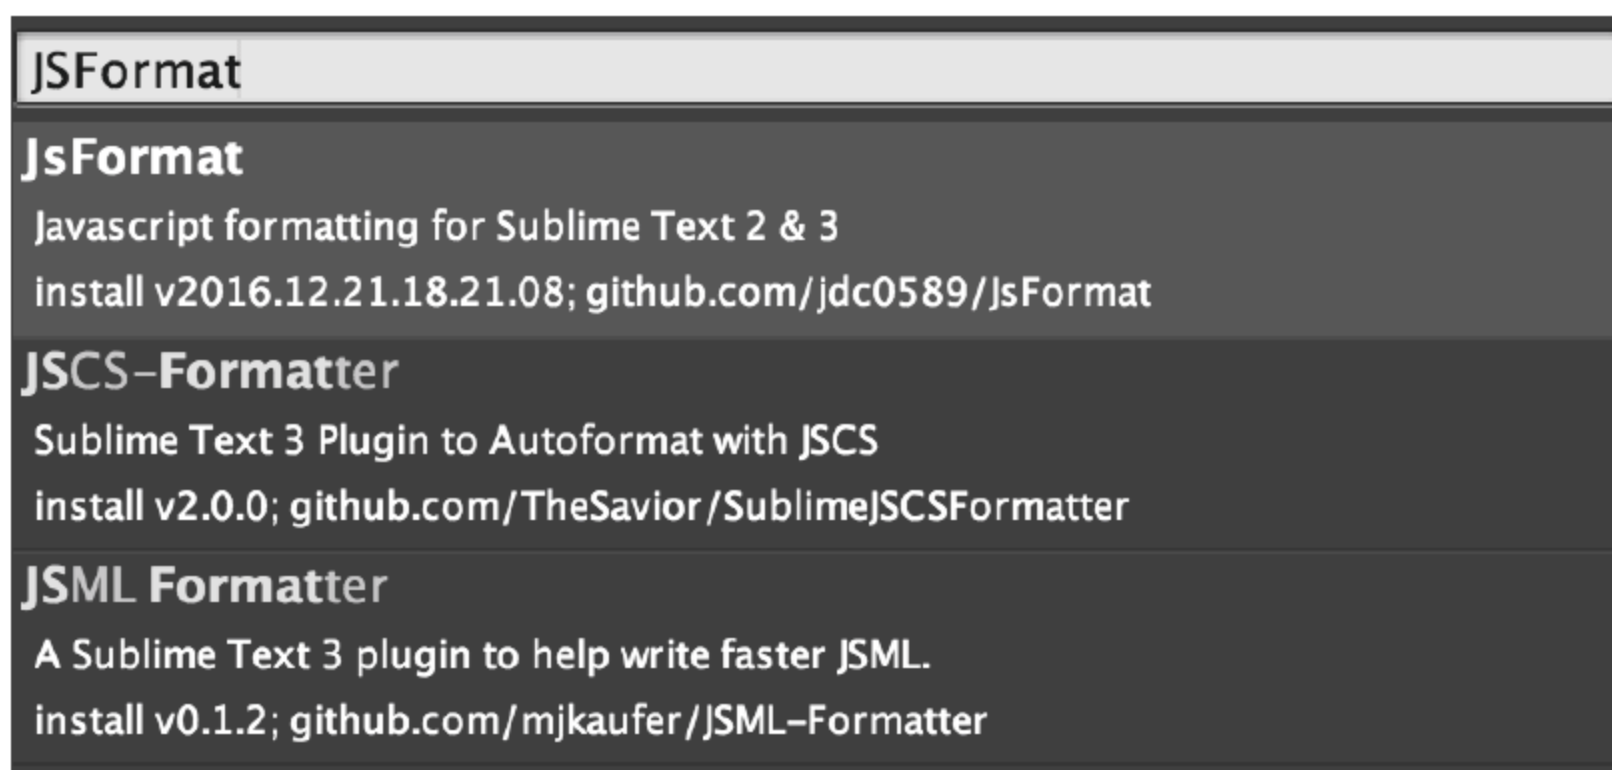 JSFormat
JsFormat
Javascript formatting for Sublime Text 2 & 3
install v2016.12.21.18.21.08; github.com/jdc0589/JsFormat
JSCS-Formatter
Sublime Text 3 Plugin to Autoformat with JSCS
install v2.0.0; github.com/TheSavior/SublimeJSCSFormatter
JSML Formatter
A Sublime Text 3 plugin to help write faster JSML.
install v0.1.2; github.com/mjkaufer/JSML-Formatter